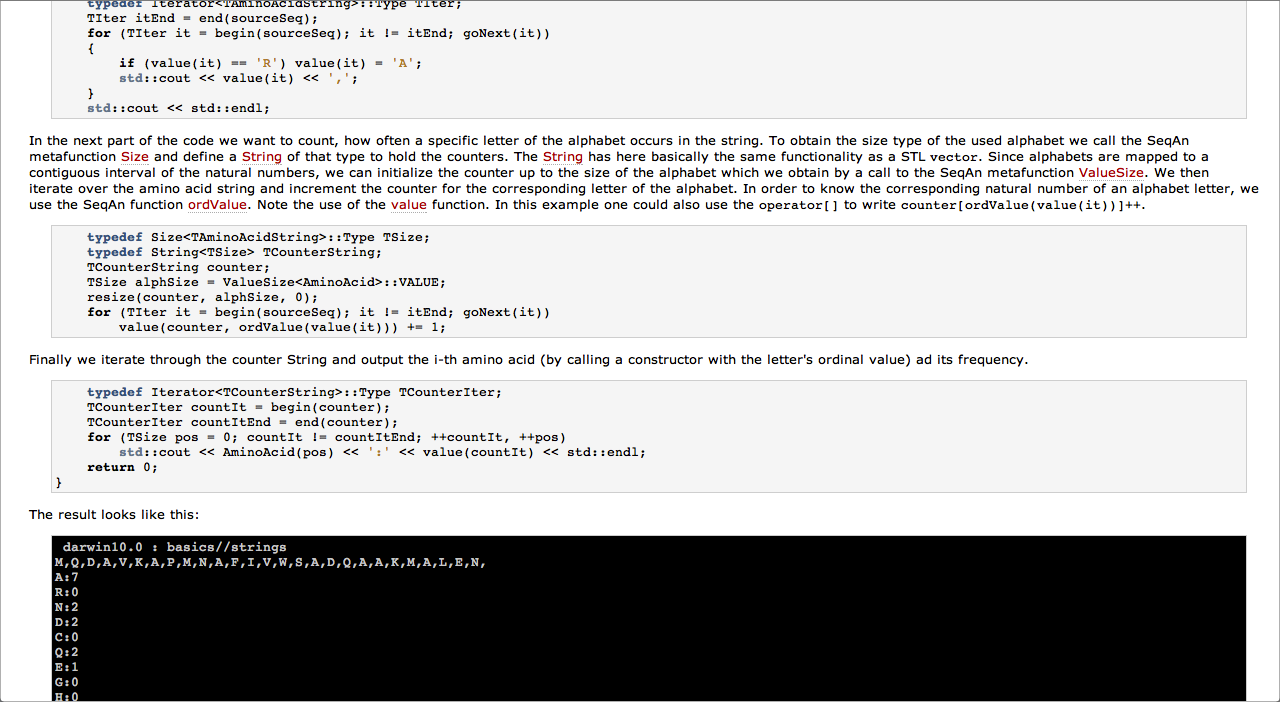 typedef Iterator<TAminoAcidString>::Type TIter;
TIter itEnd = end(sourceSeq);
for (TIter it = begin(sourceSeq); it != itEnd; goNext(it))
{
if (value(it) == 'R') value(it) = 'A';
std::cout << value(it) << ',';
}
std::cout << std::endl;
In the next part of the code we want to count, how often a specific letter of the alphabet occurs in the string. To obtain the size type of the used alphabet we call the SeqAn
metafunction Size and define a String of that type to hold the counters. The String has here basically the same functionality as a STL vector. Since alphabets are mapped to a
contiguous interval of the natural numbers, we can initialize the counter up to the size of the alphabet which we obtain by a call to the SeqAn metafunction ValueSize. We then
iterate over the amino acid string and increment the counter for the corresponding letter of the alphabet. In order to know the corresponding natural number of an alphabet letter, we
use the SeqAn function ordValue. Note the use of the value function. In this example one could also use the operator[] to write counter[ordValue(value(it))]++.
typedef Size<TAminoAcidString>::Type TSize;
typedef String<TSize> TCounterString;
TCounterString counter;
TSize alphSize = ValueSize<AminoAcid>::VALUE;
resize(counter, alphSize, 0);
for (TIter it = begin(sourceSeq); it != itEnd; goNext(it))
value(counter, ordValue(value(it))) += 1;
Finally we iterate through the counter String and output the i-th amino acid (by calling a constructor with the letter's ordinal value) ad its frequency.
typedef Iterator<TCounterString>::Type TCounterIter;
TCounterIter countIt = begin(counter);
TCounterIter countItEnd = end(counter);
for (TSize pos = 0; countIt != countItEnd; ++countIt, ++pos)
std::cout << AminoAcid(pos) << ':' << value(countIt) << std::endl;
return 0;
}
The result looks like this:
darwin10.0 : basics//strings
M,Q,D,A,V,K,A,P,M,N,A,F,I,V,W,S,A,D,Q,A,A,K,M,A,L,E,N,
A:7
R:0
N:2
D:2
C:0
Q:2
E:1
G:0
H:0